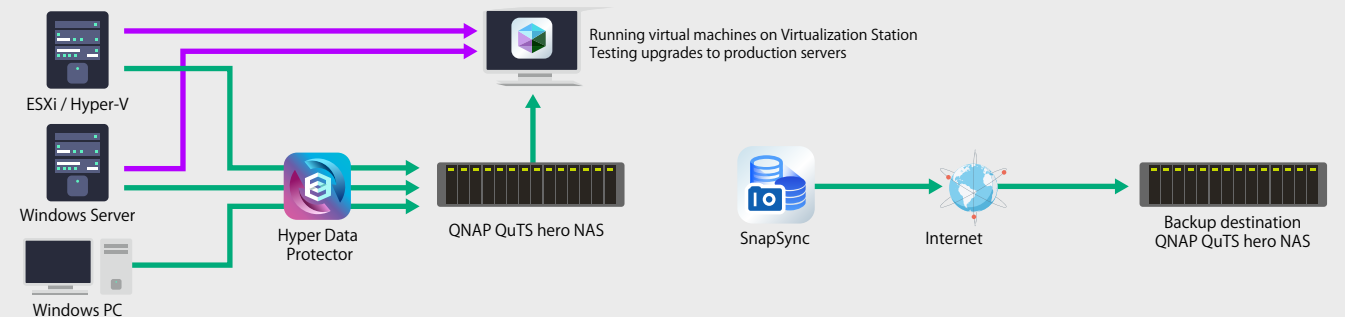 Running virtual machines on Virtualization Station
Testing upgrades to production servers
ESXi / Hyper-V
Windows Server
Windows PC
Hyper Data
Protector
QNAP QuTS hero NAS
SnapSync
Internet
Backup destination
QNAP QuTS hero NAS